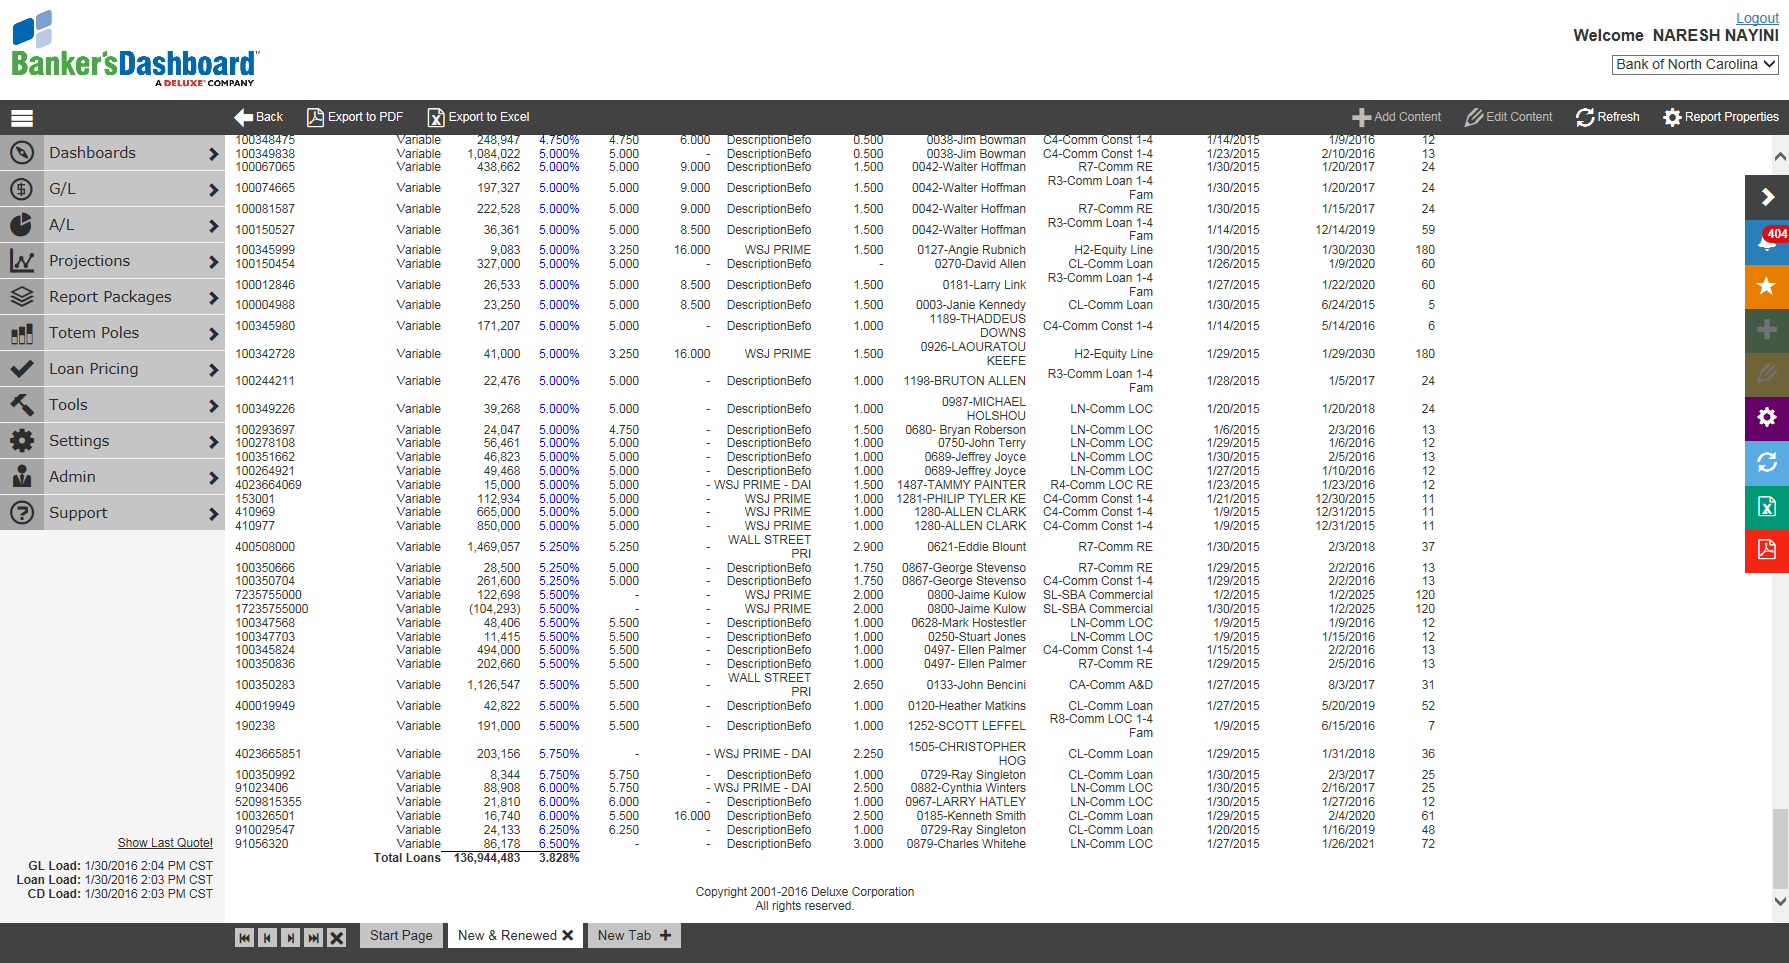 Logout
Welcome NARESH NAYINI
Banker'sDashboard
A DELUXE COMPANY
Bank of North Carolina
Back Export to PDF Export to Excel Add Content Edit Content Refresh Report Properties
Dashboards
G/L
A/L
Projections
Report Packages
Totem Poles
Loan Pricing
Tools
Settings
Admin
Support
404
100348475 Variable 248,947 4.750% 4.750 6.000 DescriptionBefo 0.500 0038-Jim Bowman C4-Comm Const 1-4 1/14/2015 1/9/2016 12
100349838 Variable 1,084,022 5.000% 5.000 - DescriptionBefo 0.500 0038-Jim Bowman C4-Comm Const 1-4 1/23/2015 2/10/2016 13
100067065 Variable 438,662 5.000% 5.000 9.000 DescriptionBefo 1.500 0042-Walter Hoffman R7-Comm RE 1/30/2015 1/20/2017 24
100074665 Variable 197,327 5.000% 5.000 9.000 DescriptionBefo 1.500 0042-Walter Hoffman R3-Comm Loan 1-4 Fam 1/30/2015 1/20/2017 24
100081587 Variable 222,528 5.000% 5.000 9.000 DescriptionBefo 1.500 0042-Walter Hoffman R7-Comm RE 1/30/2015 1/15/2017 24
100150527 Variable 36,361 5.000% 5.000 8.500 DescriptionBefo 1.500 0042-Walter Hoffman R3-Comm Loan 1-4 Fam 1/14/2015 12/14/2019 59
100345999 Variable 9,083 5.000% 3.250 16.000 WSJ PRIME 1.500 0127-Angie Rubnich H2-Equity Line 1/30/2015 1/30/2030 180
100150454 Variable 327,000 5.000% 5.000 - DescriptionBefo - 0270-David Allen CL-Comm Loan 1/26/2015 1/9/2020 60
100012846 Variable 26,533 5.000% 5.000 8.500 DescriptionBefo 1.500 0181-Larry Link R3-Comm Loan 1-4 Fam 1/27/2015 1/22/2020 60
100004988 Variable 23,250 5.000% 5.000 8.500 DescriptionBefo 1.500 0003-Janie Kennedy CL-Comm Loan 1/30/2015 6/24/2015 5
100345980 Variable 171,207 5.000% 5.000 - DescriptionBefo 1.000 1189-THADDEUS DOWNS C4-Comm Const 1-4 1/14/2015 5/14/2016 6
100342728 Variable 41,000 5.000% 3.250 16.000 WSJ PRIME 1.500 0926-LAOURATOU KEEFE H2-Equity Line 1/29/2015 1/29/2030 180
100244211 Variable 22,476 5.000% 5.000 - DescriptionBefo 1.000 1198-BRUTON ALLEN R3-Comm Loan 1-4 Fam 1/28/2015 1/5/2017 24
100349226 Variable 39,268 5.000% 5.000 - DescriptionBefo 1.000 0987-MICHAEL HOLSHOU LN-Comm LOC 1/20/2015 1/20/2018 24
100293697 Variable 24,047 5.000% 4.750 - DescriptionBefo 1.500 0680- Bryan Roberson LN-Comm LOC 1/6/2015 2/3/2016 13
100278108 Variable 56,461 5.000% 5.000 - DescriptionBefo 1.000 0750-John Terry LN-Comm LOC 1/29/2015 1/6/2016 12
100351662 Variable 46,823 5.000% 5.000 - DescriptionBefo 1.000 0689-Jeffrey Joyce LN-Comm LOC 1/30/2015 2/5/2016 13
100264921 Variable 49,468 5.000% 5.000 - DescriptionBefo 1.000 0689-Jeffrey Joyce LN-Comm LOC 1/27/2015 1/10/2016 12
4023664069 Variable 15,000 5.000% 5.000 - WSJ PRIME - DAI 1.500 1487-TAMMY PAINTER R4-Comm LOC RE 1/23/2015 1/23/2016 12
153001 Variable 112,934 5.000% 5.000 - WSJ PRIME 1.000 1281-PHILIP TYLER KE C4-Comm Const 1-4 1/21/2015 12/30/2015 11
410969 Variable 665,000 5.000% 5.000 - WSJ PRIME 1.000 1280-ALLEN CLARK C4-Comm Const 1-4 1/9/2015 12/31/2015 11
410977 Variable 850,000 5.000% 5.000 - WSJ PRIME 1.000 1280-ALLEN CLARK C4-Comm Const 1-4 1/9/2015 12/31/2015 11
400508000 Variable 1,469,057 5.250% 5.250 - WALL STREET PRI 2.900 0621-Eddie Blount R7-Comm RE 1/30/2015 2/3/2018 37
100350666 Variable 28,500 5.250% 5.000 - DescriptionBefo 1.750 0867-George Stevenso R7-Comm RE 1/29/2015 2/2/2016 13
100350704 Variable 261,600 5.250% 5.000 - DescriptionBefo 1.750 0867-George Stevenso C4-Comm Const 1-4 1/29/2015 2/2/2016 13
7235755000 Variable 122,698 5.500% - - WSJ PRIME 2.000 0800-Jaime Kulow SL-SBA Commercial 1/2/2015 1/2/2025 120
17235755000 Variable (104,293) 5.500% - - WSJ PRIME 2.000 0800-Jaime Kulow SL-SBA Commercial 1/30/2015 1/2/2025 120
100347568 Variable 48,406 5.500% 5.500 - DescriptionBefo 1.000 0628-Mark Hostestler LN-Comm LOC 1/9/2015 1/9/2016 12
100347703 Variable 11,415 5.500% 5.500 - DescriptionBefo 1.000 0250-Stuart Jones LN-Comm LOC 1/9/2015 1/15/2016 12
100345824 Variable 494,000 5.500% 5.500 - DescriptionBefo 1.000 0497- Ellen Palmer C4-Comm Const 1-4 1/15/2015 2/2/2016 13
100350836 Variable 202,660 5.500% 5.500 - DescriptionBefo 1.000 0497- Ellen Palmer R7-Comm RE 1/29/2015 2/5/2016 13
100350283 Variable 1,126,547 5.500% 5.500 - WALL STREET PRI 2.650 0133-John Bencini CA-Comm A&D 1/27/2015 8/3/2017 31
400019949 Variable 42,822 5.500% 5.500 - DescriptionBefo 1.000 0120-Heather Matkins CL-Comm Loan 1/27/2015 5/20/2019 52
190238 Variable 191,000 5.500% 5.500 - DescriptionBefo 1.000 1252-SCOTT LEFFEL R8-Comm LOC 1-4 Fam 1/9/2015 6/15/2016 7
4023665851 Variable 203,156 5.750% - - WSJ PRIME - DAI 2.250 1505-CHRISTOPHER HOG CL-Comm Loan 1/29/2015 1/31/2018 36
100350992 Variable 8,344 5.750% 5.750 - DescriptionBefo 1.000 0729-Ray Singleton CL-Comm Loan 1/30/2015 2/3/2017 25
91023406 Variable 88,908 6.000% 5.750 - WSJ PRIME - DAI 2.500 0882-Cynthia Winters LN-Comm LOC 1/30/2015 2/16/2017 25
5209815355 Variable 21,810 6.000% 6.000 - DescriptionBefo 1.000 0967-LARRY HATLEY LN-Comm LOC 1/30/2015 1/27/2016 12
100326501 Variable 16,740 6.000% 5.500 16.000 DescriptionBefo 2.500 0185-Kenneth Smith CL-Comm Loan 1/29/2015 2/4/2020 61
910029547 Variable 24,133 6.250% 6.250 - DescriptionBefo 1.000 0729-Ray Singleton CL-Comm Loan 1/20/2015 1/16/2019 48
91056320 Variable 86,178 6.500% - - WSJ PRIME 3.000 0879-Charles Whitehe LN-Comm LOC 1/27/2015 1/26/2021 72
Total Loans 136,944,483 3.828%
Show Last Quote!
GL Load: 1/30/2016 2:04 PM CST
Loan Load: 1/30/2016 2:03 PM CST
CD Load: 1/30/2016 2:03 PM CST
Copyright 2001-2016 Deluxe Corporation
All rights reserved.
Start Page New & Renewed New Tab